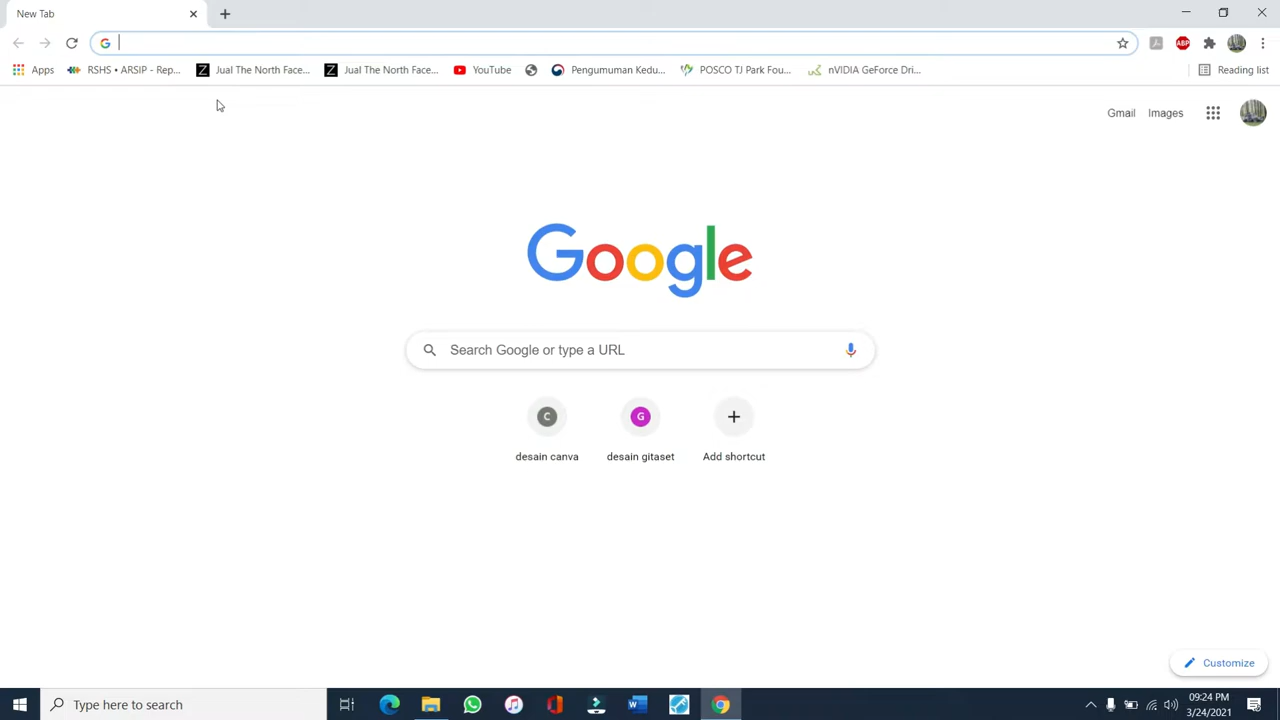 New Tab
Apps RSHS • ARSIP - Rep... Jual The North Face... Jual The North Face... YouTube Pengumuman Kedu... POSCO TJ Park Fou... nVIDIA GeForce Dri... Reading list
ABP
Gmail Images
Google
Search Google or type a URL
C G
desain canva desain gitaset Add shortcut
Customize
Type here to search
09:24 PM
3/24/2021